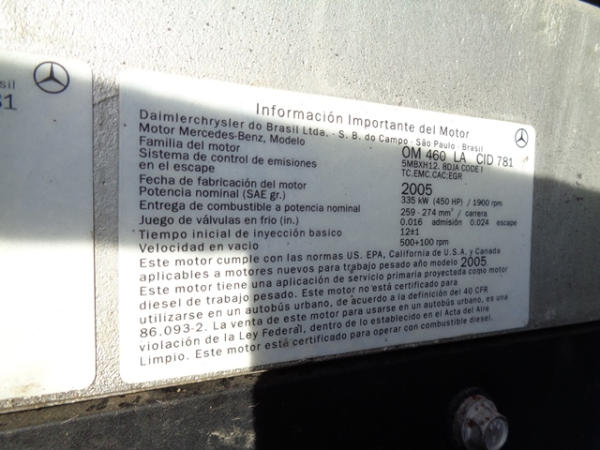 sil
81
Información Importante del Motor
Daimlerchrysler do Brasil Ltda. - S. B. do Campo - São Paulo - Brasil
Motor Mercedes-Benz, Modelo OM 460 LA CID 781
Familia del motor 5MBXH12.8DJA CODE I
Sistema de control de emisiones TC.EMC.CAC;EGR
en el escape
Fecha de fabricación del motor 2005
Potencia nominal (SAE gr.) 335 kW (450 HP) / 1900 rpm
Entrega de combustible a potencia nominal 259 - 274 mm³ / carrera
Juego de válvulas en frio (in.) 0.016 admisión 0.024 escape
Tiempo inicial de inyección basico 12±1
Velocidad en vacio 500+100 rpm
Este motor cumple con las normas US. EPA, California de U.S.A. y Canada
aplicables a motores nuevos para trabajo pesado año modelo 2005
Este motor tiene una aplicación de servicio primaria proyectada como motor
diesel de trabajo pesado. Este motor no está certificado para
utilizarse en un autobús urbano, de acuerdo a la definición del 40 CFR
86.093-2. La venta de este motor para usarse en un autobús urbano, es una
violación de la Ley Federal, dentro de lo establecido en el Acta del Aire
Limpio. Este motor está certificado para operar con combustible diesel.